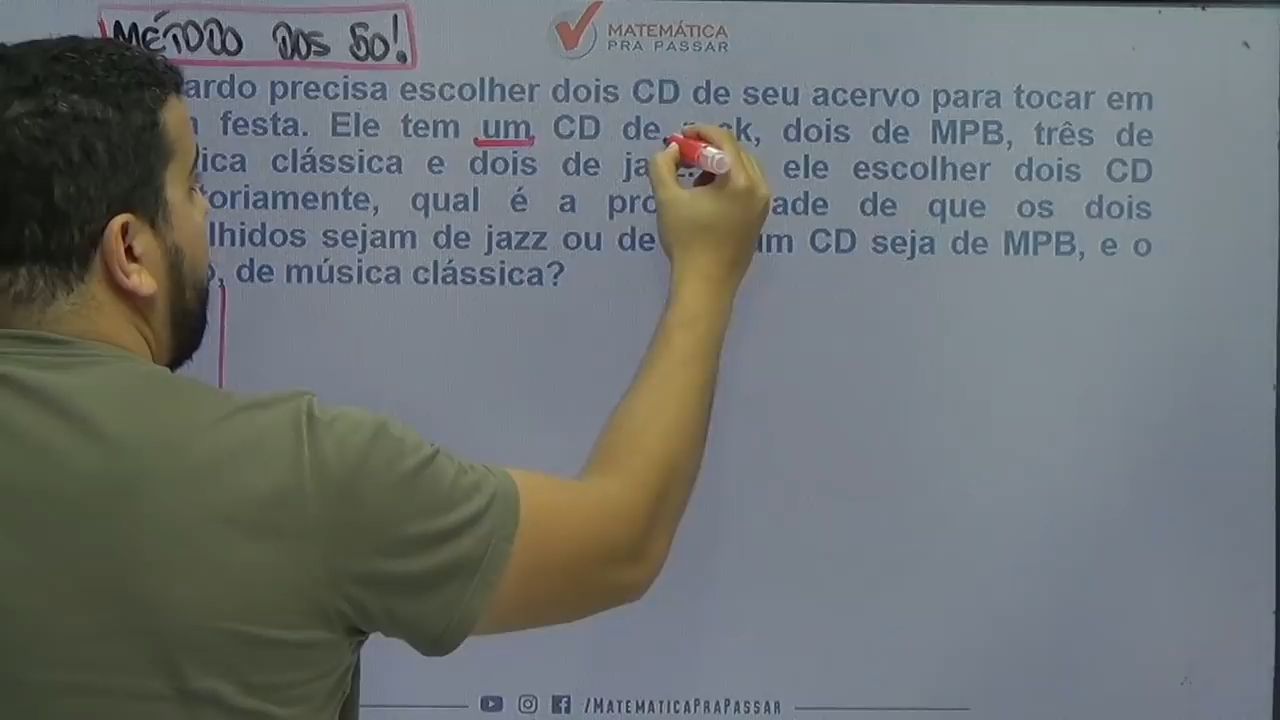 MÉTODO DOS 50!
MATEMÁTICA
PRA PASSAR
ardo precisa escolher dois CD de seu acervo para tocar em
festa. Ele tem um CD de dois de MPB, três de
ica clássica e dois de ele escolher dois CD
oriamente, qual é a ade de que os dois
lhidos sejam de jazz ou de CD seja de MPB, e o
de música clássica?
/MATEMATICAPRAPASSAR